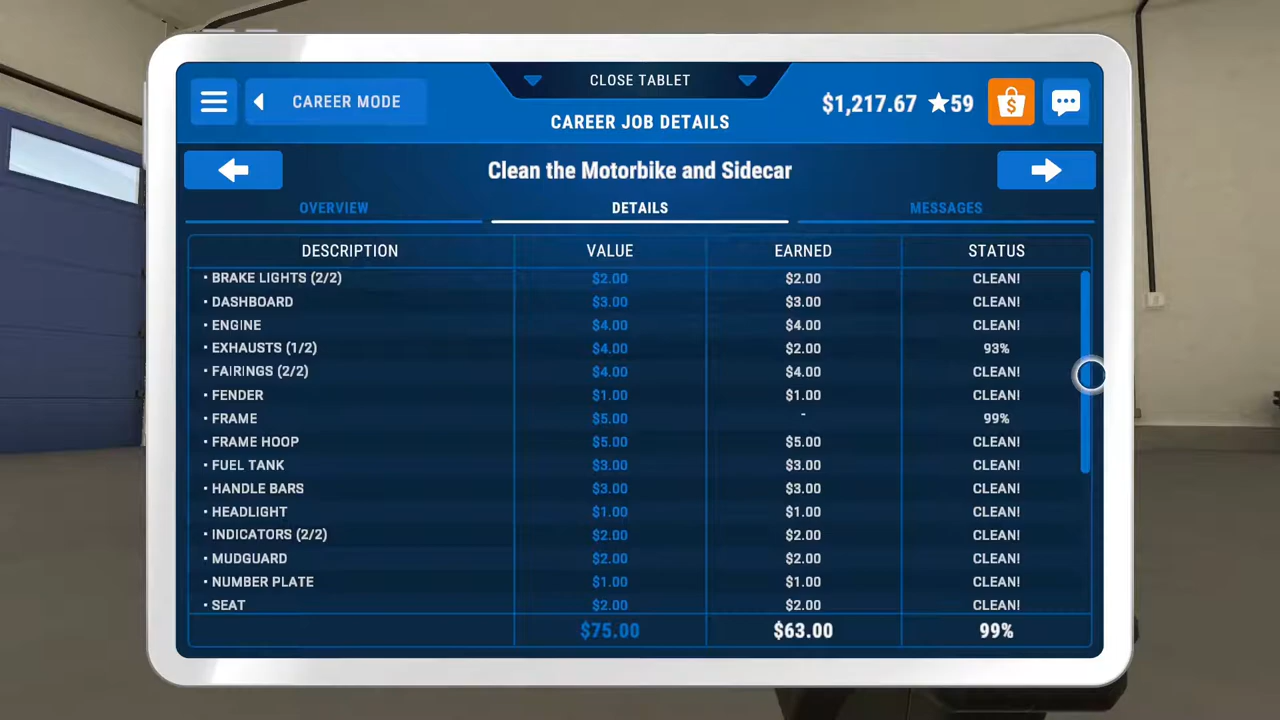 CLOSE TABLET
CAREER MODE
$1,217.67 ★59
CAREER JOB DETAILS
Clean the Motorbike and Sidecar
OVERVIEW DETAILS MESSAGES
DESCRIPTION VALUE EARNED STATUS
• BRAKE LIGHTS (2/2) $2.00 $2.00 CLEAN!
• DASHBOARD $3.00 $3.00 CLEAN!
• ENGINE $4.00 $4.00 CLEAN!
• EXHAUSTS (1/2) $4.00 $2.00 93%
• FAIRINGS (2/2) $4.00 $4.00 CLEAN!
• FENDER $1.00 $1.00 CLEAN!
• FRAME $5.00 - 99%
• FRAME HOOP $5.00 $5.00 CLEAN!
• FUEL TANK $3.00 $3.00 CLEAN!
• HANDLE BARS $3.00 $3.00 CLEAN!
• HEADLIGHT $1.00 $1.00 CLEAN!
• INDICATORS (2/2) $2.00 $2.00 CLEAN!
• MUDGUARD $2.00 $2.00 CLEAN!
• NUMBER PLATE $1.00 $1.00 CLEAN!
• SEAT $2.00 $2.00 CLEAN!
$75.00 $63.00 99%